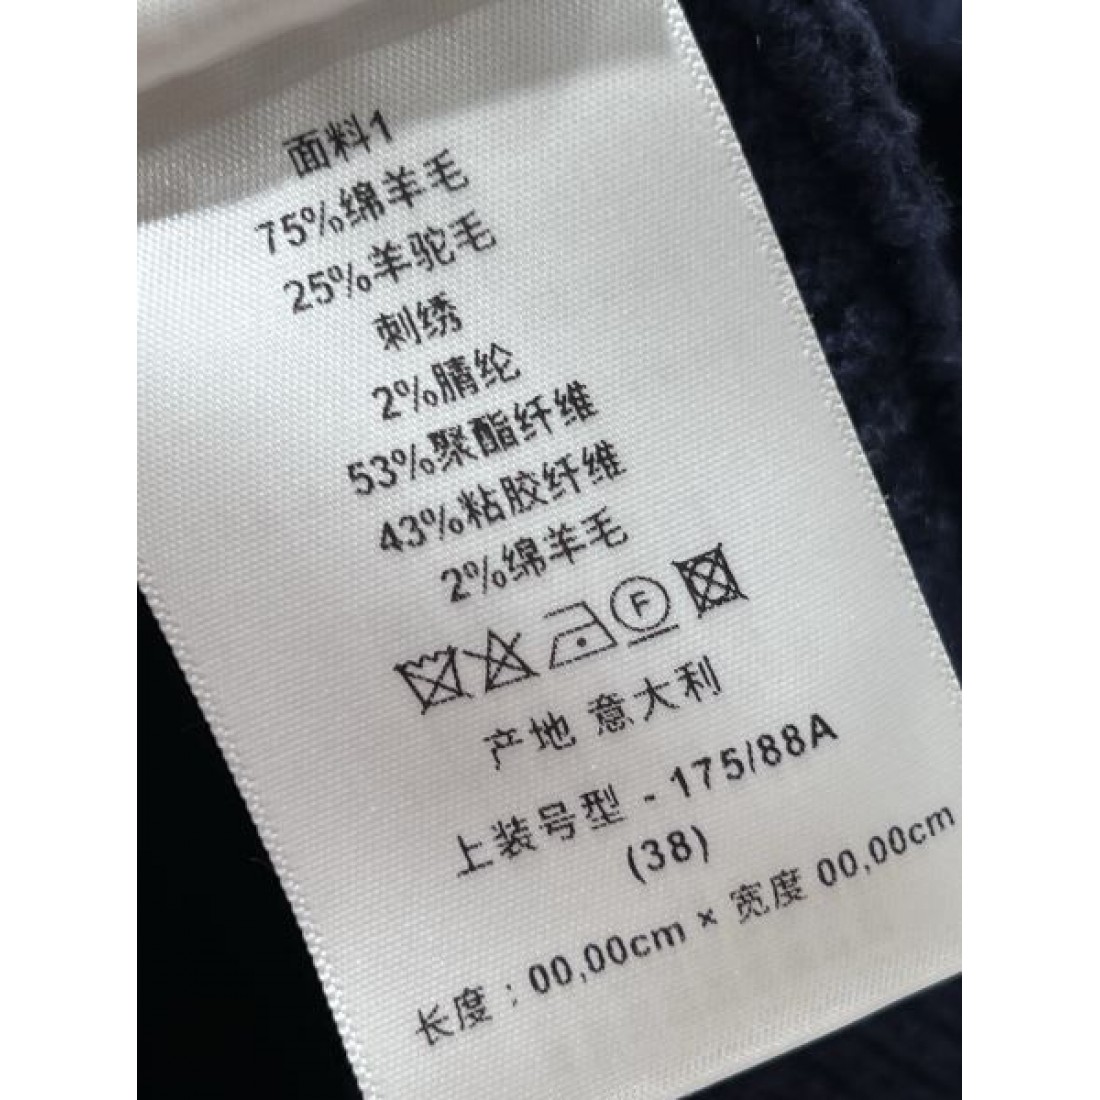 面料1
75%绵羊毛
25%羊驼毛
刺绣
2%腈纶
53%聚酯纤维
43%粘胶纤维
2%绵羊毛
F
产地 意大利
上装号型 - 175/88A
(38)
长度 : 00,00cm × 宽度 00,00cm